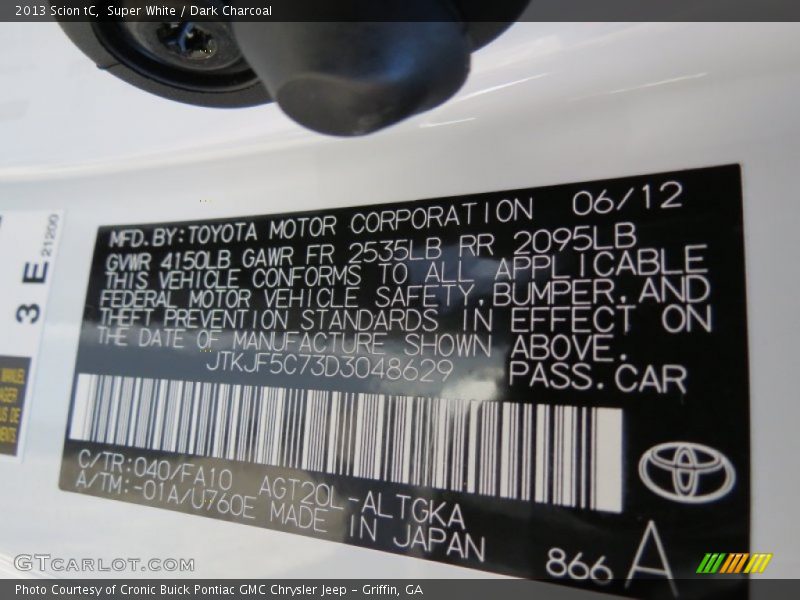 2013 Scion tC, Super White / Dark Charcoal
MFD.BY:TOYOTA MOTOR CORPORATION 06/12
GVWR 4150LB GAWR FR 2535LB RR 2095LB
THIS VEHICLE CONFORMS TO ALL APPLICABLE
FEDERAL MOTOR VEHICLE SAFETY,BUMPER,AND
THEFT PREVENTION STANDARDS IN EFFECT ON
THE DATE OF MANUFACTURE SHOWN ABOVE.
JTKJF5C73D3048629 PASS.CAR
C/TR:040/FA10 AGT20L-ALTGKA
A/TM:-01A/U760E MADE IN JAPAN
866 A
3 E 21200
MANUEL
GTCARLOT.COM
Photo Courtesy of Cronic Buick Pontiac GMC Chrysler Jeep - Griffin, GA